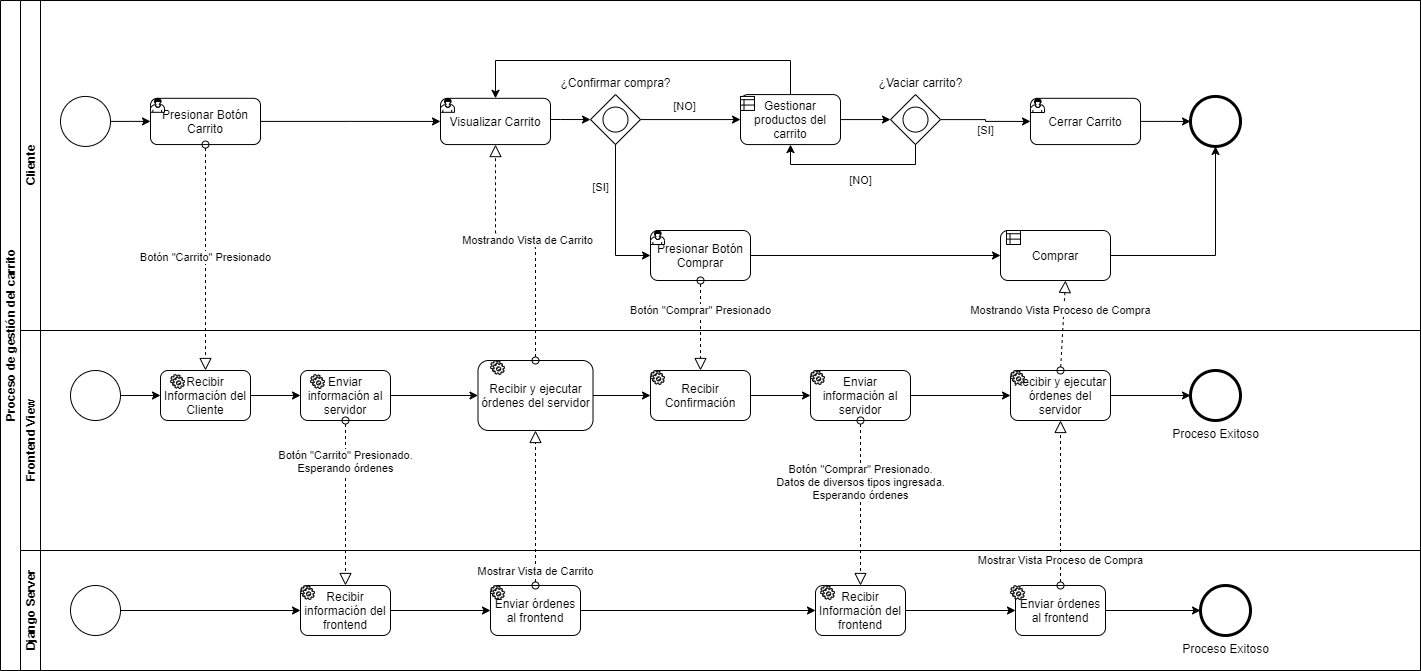 Proceso de gestión del carrito
Cliente
¿Confirmar compra?
¿Vaciar carrito?
Presionar Botón
Carrito
Visualizar Carrito
[NO]
Gestionar
productos del
carrito
[SI]
Cerrar Carrito
[NO]
[SI]
Mostrando Vista de Carrito
Botón "Carrito" Presionado
Presionar Botón
Comprar
Comprar
Botón "Comprar" Presionado
Mostrando Vista Proceso de Compra
Frontend View
Recibir
Información del
Cliente
Enviar
información al
servidor
Recibir y ejecutar
órdenes del servidor
Recibir
Confirmación
Enviar
información al
servidor
Recibir y ejecutar
órdenes del
servidor
Proceso Exitoso
Botón "Carrito" Presionado.
Esperando órdenes
Botón "Comprar" Presionado.
Datos de diversos tipos ingresada.
Esperando órdenes
Django Server
Mostrar Vista de Carrito
Mostrar Vista Proceso de Compra
Recibir
información del
frontend
Enviar órdenes
al frontend
Recibir
Información del
frontend
Enviar órdenes
al frontend
Proceso Exitoso